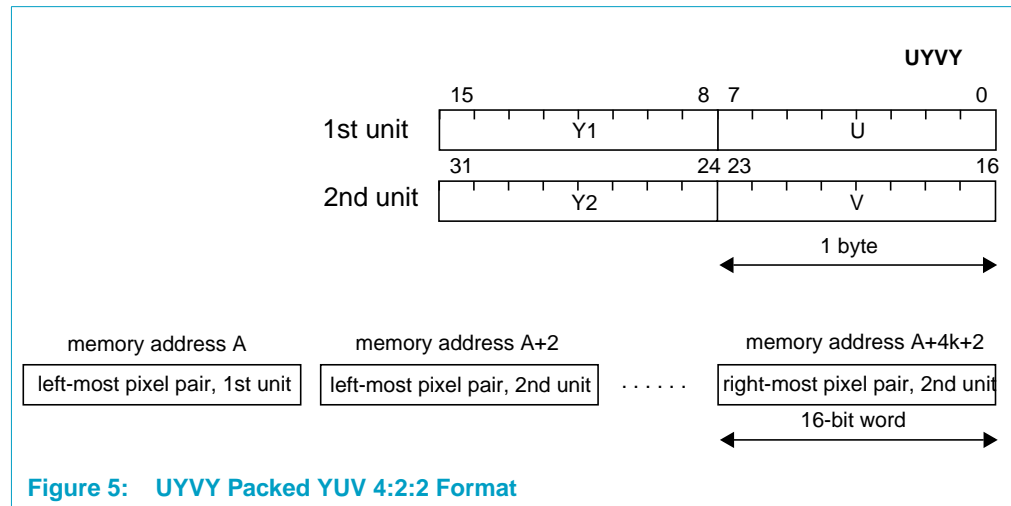 UYVY
15 8 7 0
1st unit Y1 U
31 24 23 16
2nd unit Y2 V
1 byte
memory address A memory address A+2 memory address A+4k+2
left-most pixel pair, 1st unit left-most pixel pair, 2nd unit . . . . . . right-most pixel pair, 2nd unit
16-bit word
Figure 5: UYVY Packed YUV 4:2:2 Format